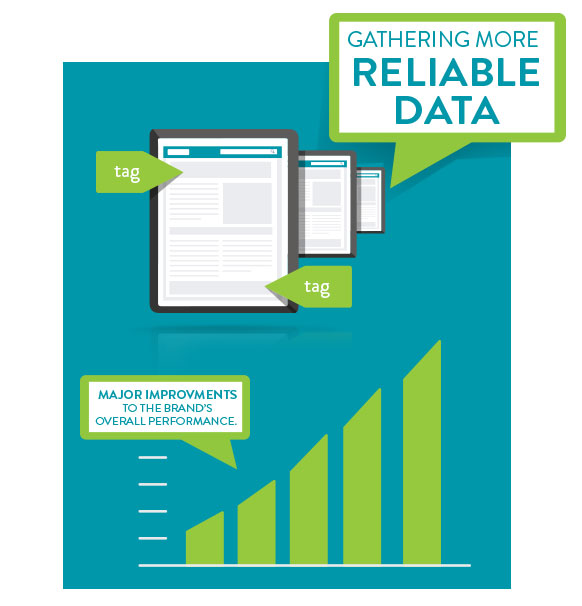 GATHERING MORE
RELIABLE
DATA
tag
tag
MAJOR IMPROVMENTS
TO THE BRAND'S
OVERALL PERFORMANCE.